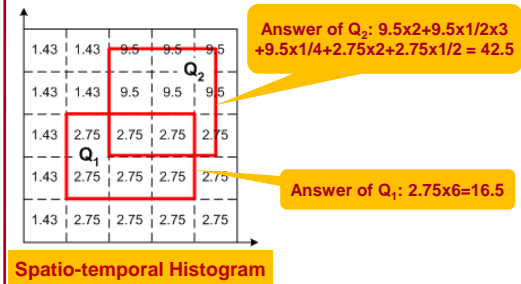 Answer of Q₂: 9.5x2+9.5x1/2x3
+9.5x1/4+2.75x2+2.75x1/2 = 42.5
1.43 1.43 9.5 9.5 9.5
Q₂
1.43 1.43 9.5 9.5 9.5
1.43 2.75 2.75 2.75 2.75
Q₁
1.43 2.75 2.75 2.75 2.75
Answer of Q₁: 2.75x6=16.5
1.43 2.75 2.75 2.75 2.75
Spatio-temporal Histogram